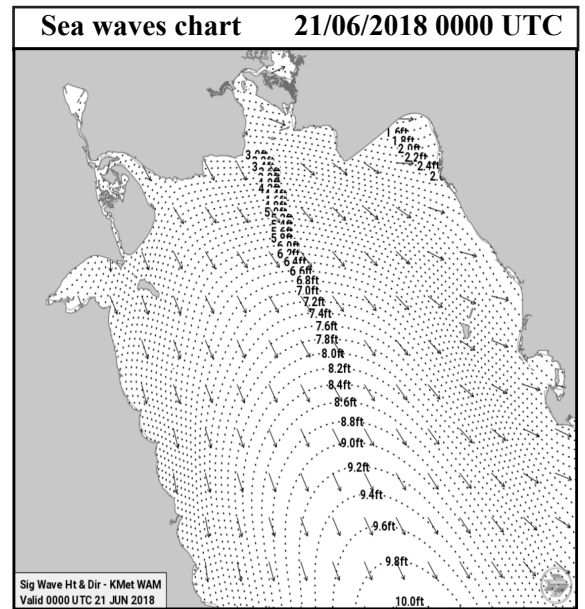 Sea waves chart 21/06/2018 0000 UTC
1.6ft
1.8ft
2.0ft
2.2ft
2.4ft
3.0ft
6.0ft
6.2ft
6.4ft
6.6ft
6.8ft
7.0ft
7.2ft
7.4ft
7.6ft
7.8ft
8.0ft
8.2ft
8.4ft
8.6ft
8.8ft
9.0ft
9.2ft
9.4ft
9.6ft
9.8ft
10.0ft
Sig Wave Ht & Dir - KMet WAM
Valid 0000 UTC 21 JUN 2018